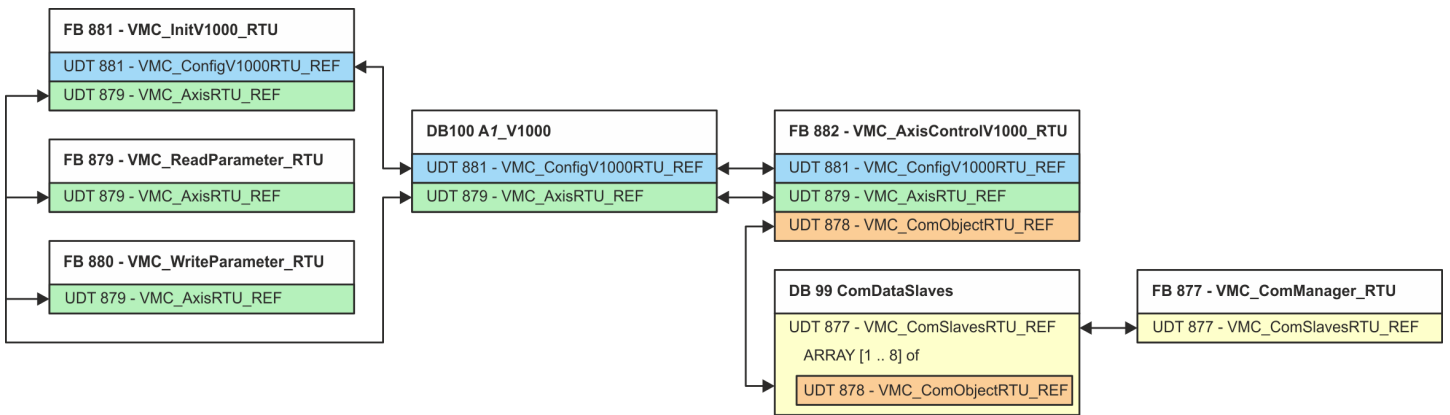 FB 881 - VMC_InitV1000_RTU
UDT 881 - VMC_ConfigV1000RTU_REF
UDT 879 - VMC_AxisRTU_REF
FB 879 - VMC_ReadParameter_RTU
UDT 879 - VMC_AxisRTU_REF
FB 880 - VMC_WriteParameter_RTU
UDT 879 - VMC_AxisRTU_REF
DB100 A1_V1000
UDT 881 - VMC_ConfigV1000RTU_REF
UDT 879 - VMC_AxisRTU_REF
FB 882 - VMC_AxisControlV1000_RTU
UDT 881 - VMC_ConfigV1000RTU_REF
UDT 879 - VMC_AxisRTU_REF
UDT 878 - VMC_ComObjectRTU_REF
DB 99 ComDataSlaves
UDT 877 - VMC_ComSlavesRTU_REF
ARRAY [1 .. 8] of
UDT 878 - VMC_ComObjectRTU_REF
FB 877 - VMC_ComManager_RTU
UDT 877 - VMC_ComSlavesRTU_REF